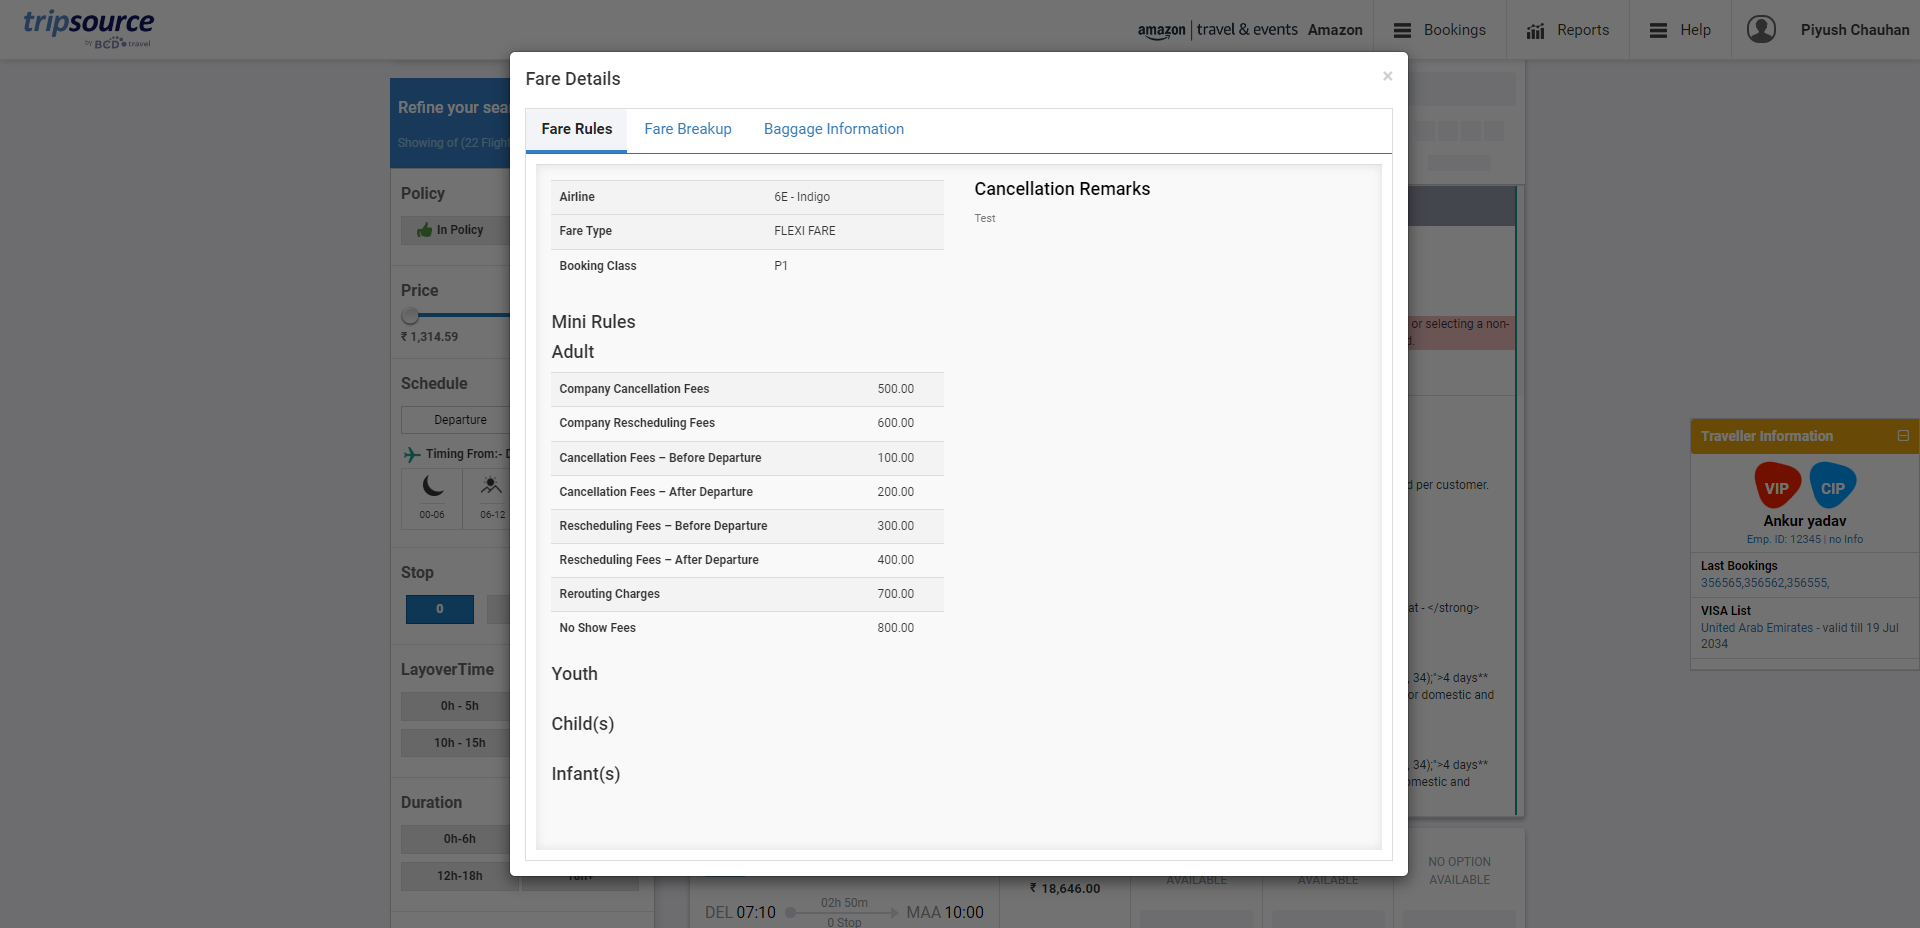 tripsource
by BCD travel
amazon | travel & events Amazon
Bookings
Reports
Help
Piyush Chauhan
Refine your sea
Showing of (22 Flight
Policy
In Policy
Price
₹ 1,314.59
Schedule
Departure
Timing From:- D
00-06
06-12
Stop
0
LayoverTime
0h - 5h
10h - 15h
Duration
0h-6h
12h-18h
18h+
Fare Details
×
Fare Rules
Fare Breakup
Baggage Information
Airline 6E - Indigo
Fare Type FLEXI FARE
Booking Class P1
Mini Rules
Adult
Company Cancellation Fees 500.00
Company Rescheduling Fees 600.00
Cancellation Fees – Before Departure 100.00
Cancellation Fees – After Departure 200.00
Rescheduling Fees – Before Departure 300.00
Rescheduling Fees – After Departure 400.00
Rerouting Charges 700.00
No Show Fees 800.00
Youth
Child(s)
Infant(s)
Cancellation Remarks
Test
or selecting a non-
d.
d per customer.
at - </strong>
, 34);">4 days**
or domestic and
, 34);">4 days**
omestic and
DEL 07:10
02h 50m
0 Stop
MAA 10:00
₹ 18,646.00
AVAILABLE
AVAILABLE
NO OPTION
AVAILABLE
Traveller Information
VIP
CIP
Ankur yadav
Emp. ID: 12345 | no Info
Last Bookings
356565,356562,356555,
VISA List
United Arab Emirates - valid till 19 Jul
2034